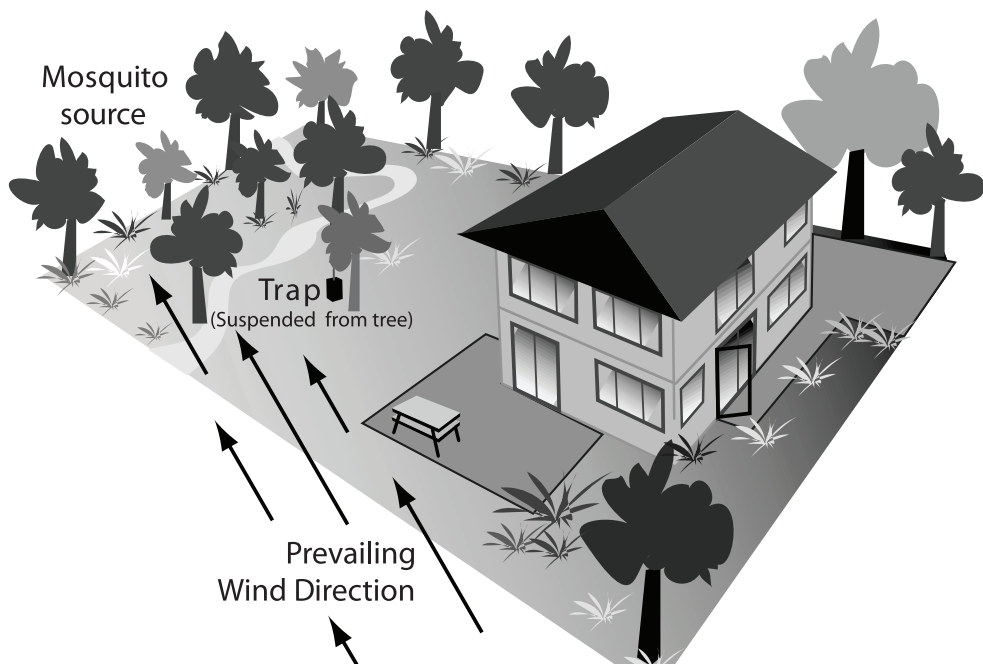 Mosquito
source
Trap
(Suspended from tree)
Prevailing
Wind Direction